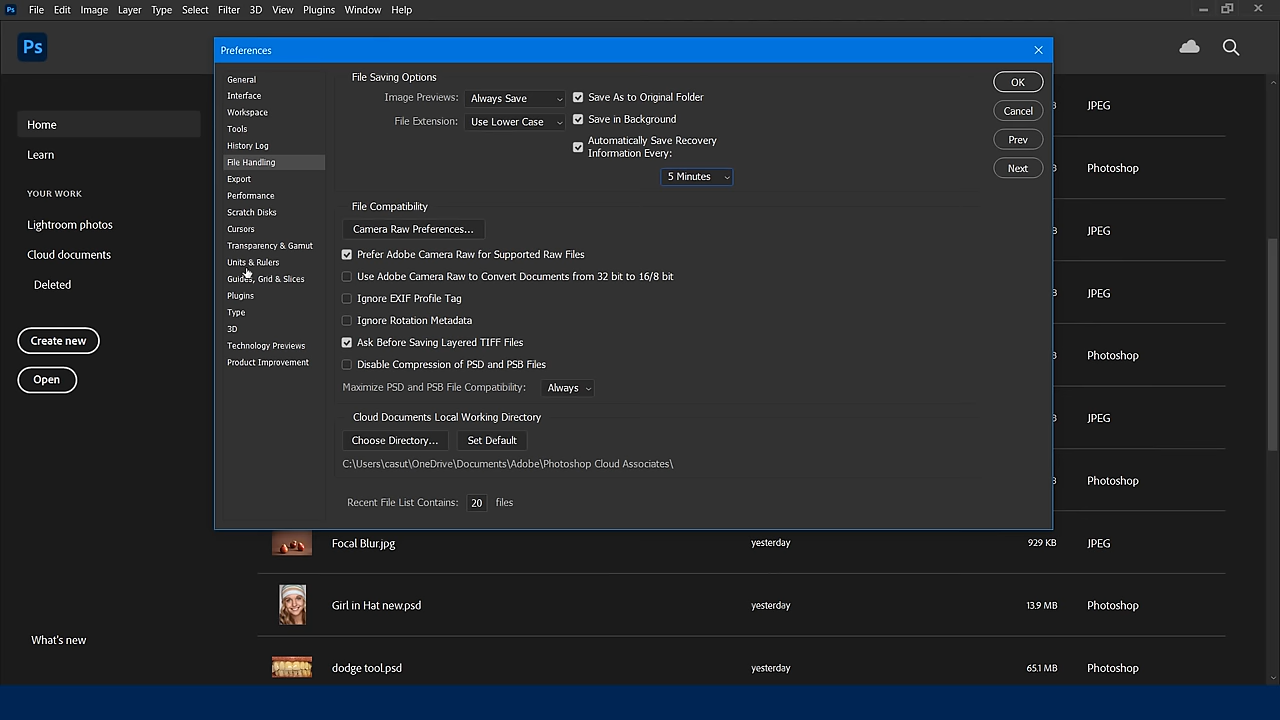 Ps File Edit Image Layer Type Select Filter 3D View Plugins Window Help
Ps
Home
Learn
YOUR WORK
Lightroom photos
Cloud documents
Deleted
Create new
Open
What's new
Preferences
General
Interface
Workspace
Tools
History Log
File Handling
Export
Performance
Scratch Disks
Cursors
Transparency & Gamut
Units & Rulers
Guides, Grid & Slices
Plugins
Type
3D
Technology Previews
Product Improvement
File Saving Options
Image Previews: Always Save
File Extension: Use Lower Case
Save As to Original Folder
Save in Background
Automatically Save Recovery
Information Every:
5 Minutes
File Compatibility
Camera Raw Preferences...
Prefer Adobe Camera Raw for Supported Raw Files
Use Adobe Camera Raw to Convert Documents from 32 bit to 16/8 bit
Ignore EXIF Profile Tag
Ignore Rotation Metadata
Ask Before Saving Layered TIFF Files
Disable Compression of PSD and PSB Files
Maximize PSD and PSB File Compatibility: Always
Cloud Documents Local Working Directory
Choose Directory... Set Default
C:\Users\casut\OneDrive\Documents\Adobe\Photoshop Cloud Associates\
Recent File List Contains: 20 files
OK
Cancel
Prev
Next
JPEG
Photoshop
JPEG
JPEG
Photoshop
JPEG
Photoshop
Focal Blur.jpg yesterday 929 KB JPEG
Girl in Hat new.psd yesterday 13.9 MB Photoshop
dodge tool.psd yesterday 65.1 MB Photoshop